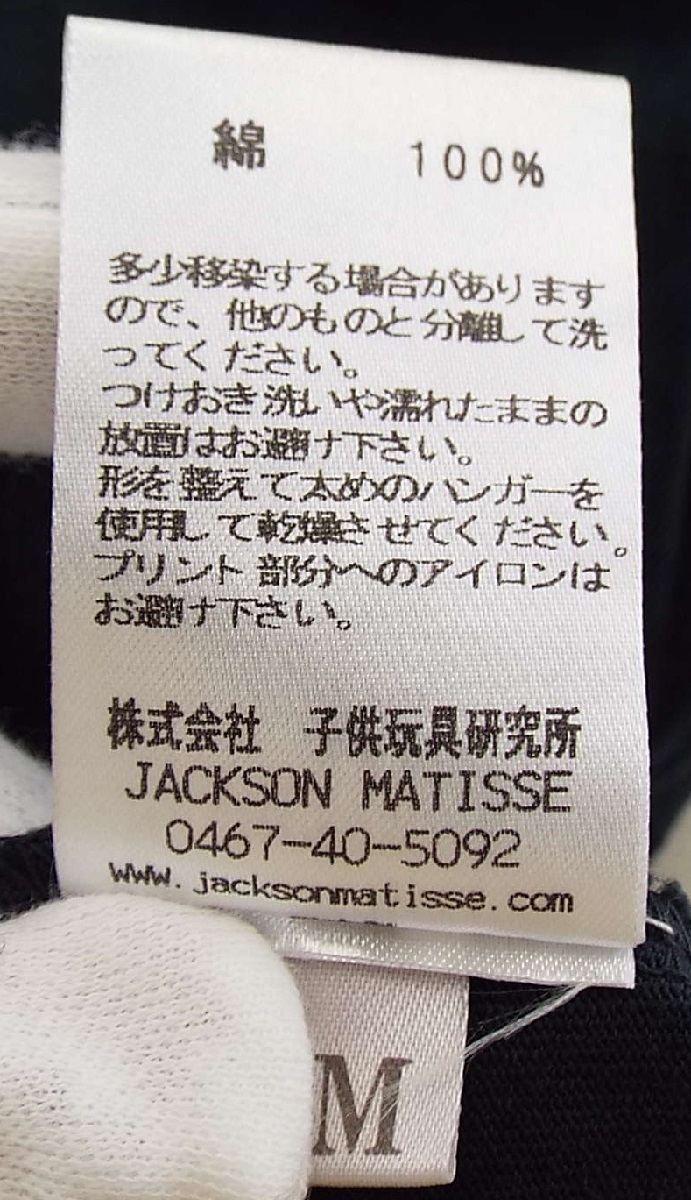 綿 100%
多少移染する場合があります
ので、他のものと分離して洗
ってください。
つけおき洗いや濡れたままの
放置はお避け下さい。
形を整えて太めのハンガーを
使用して乾燥させてください。
プリント部分へのアイロンは
お避け下さい。
株式会社 子供玩具研究所
JACKSON MATISSE
0467-40-5092
www.jacksonmatisse.com
M